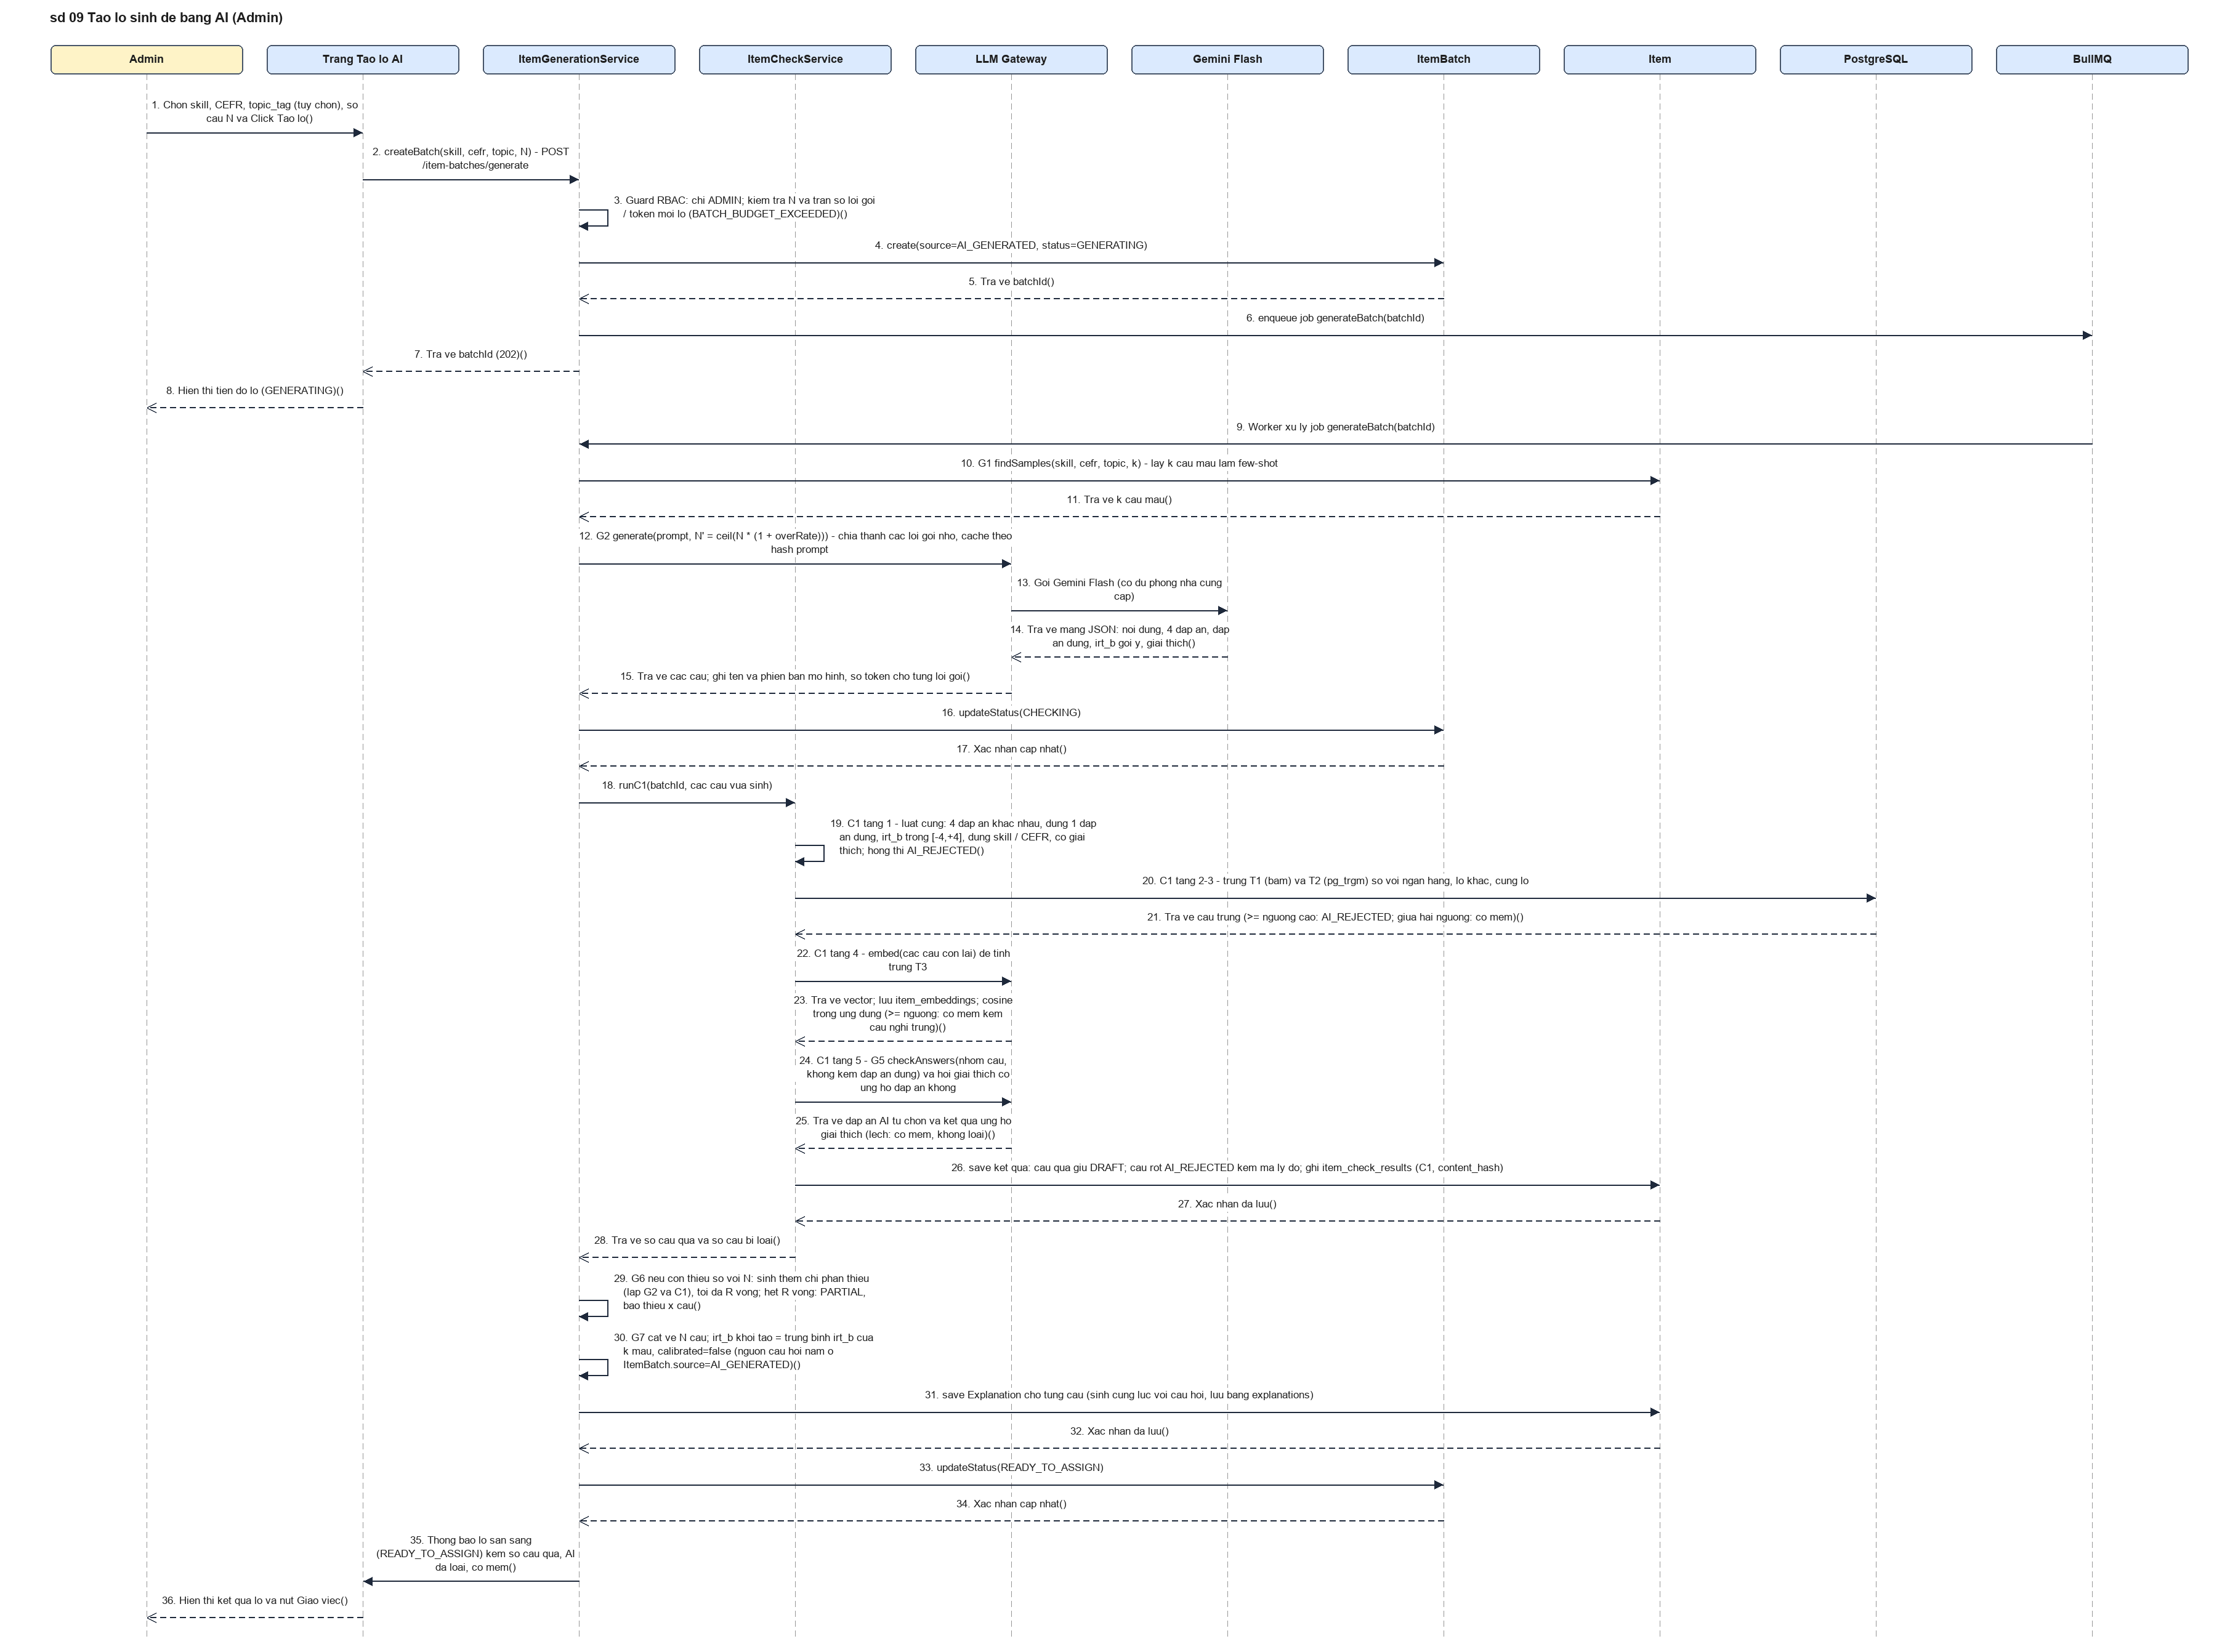 sd 09 Tao lo sinh de bang AI (Admin)
Admin
Trang Tao lo AI
ItemGenerationService
ItemCheckService
LLM Gateway
Gemini Flash
ItemBatch
Item
PostgreSQL
BullMQ
1. Chon skill, CEFR, topic_tag (tuy chon), so
cau N va Click Tao lo()
2. createBatch(skill, cefr, topic, N) - POST
/item-batches/generate
3. Guard RBAC: chi ADMIN; kiem tra N va tran so loi goi
/ token moi lo (BATCH_BUDGET_EXCEEDED)()
4. create(source=AI_GENERATED, status=GENERATING)
5. Tra ve batchId()
6. enqueue job generateBatch(batchId)
7. Tra ve batchId (202)()
8. Hien thi tien do lo (GENERATING)()
9. Worker xu ly job generateBatch(batchId)
10. G1 findSamples(skill, cefr, topic, k) - lay k cau mau lam few-shot
11. Tra ve k cau mau()
12. G2 generate(prompt, N' = ceil(N * (1 + overRate))) - chia thanh cac loi goi nho, cache theo
hash prompt
13. Goi Gemini Flash (co du phong nha cung
cap)
14. Tra ve mang JSON: noi dung, 4 dap an, dap
an dung, irt_b goi y, giai thich()
15. Tra ve cac cau; ghi ten va phien ban mo hinh, so token cho tung loi goi()
16. updateStatus(CHECKING)
17. Xac nhan cap nhat()
18. runC1(batchId, cac cau vua sinh)
19. C1 tang 1 - luat cung: 4 dap an khac nhau, dung 1 dap
an dung, irt_b trong [-4,+4], dung skill / CEFR, co giai
thich; hong thi AI_REJECTED()
20. C1 tang 2-3 - trung T1 (bam) va T2 (pg_trgm) so voi ngan hang, lo khac, cung lo
21. Tra ve cau trung (>= nguong cao: AI_REJECTED; giua hai nguong: co mem)()
22. C1 tang 4 - embed(cac cau con lai) de tinh
trung T3
23. Tra ve vector; luu item_embeddings; cosine
trong ung dung (>= nguong: co mem kem
cau nghi trung)()
24. C1 tang 5 - G5 checkAnswers(nhom cau,
khong kem dap an dung) va hoi giai thich co
ung ho dap an khong
25. Tra ve dap an AI tu chon va ket qua ung ho
giai thich (lech: co mem, khong loai)()
26. save ket qua: cau qua giu DRAFT; cau rot AI_REJECTED kem ma ly do; ghi item_check_results (C1, content_hash)
27. Xac nhan da luu()
28. Tra ve so cau qua va so cau bi loai()
29. G6 neu con thieu so voi N: sinh them chi phan thieu
(lap G2 va C1), toi da R vong; het R vong: PARTIAL,
bao thieu x cau()
30. G7 cat ve N cau; irt_b khoi tao = trung binh irt_b cua
k mau, calibrated=false (nguon cau hoi nam o
ItemBatch.source=AI_GENERATED)()
31. save Explanation cho tung cau (sinh cung luc voi cau hoi, luu bang explanations)
32. Xac nhan da luu()
33. updateStatus(READY_TO_ASSIGN)
34. Xac nhan cap nhat()
35. Thong bao lo san sang
(READY_TO_ASSIGN) kem so cau qua, AI
da loai, co mem()
36. Hien thi ket qua lo va nut Giao viec()